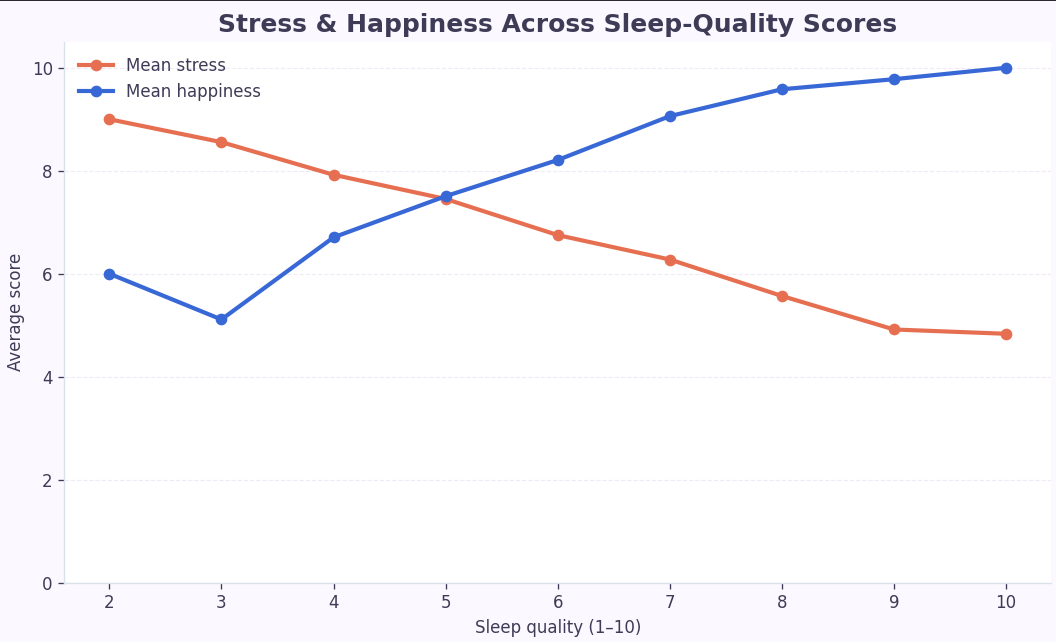 Stress & Happiness Across Sleep-Quality Scores
Mean stress
Mean happiness
Average score
10
8
6
4
2
0
2 3 4 5 6 7 8 9 10
Sleep quality (1–10)